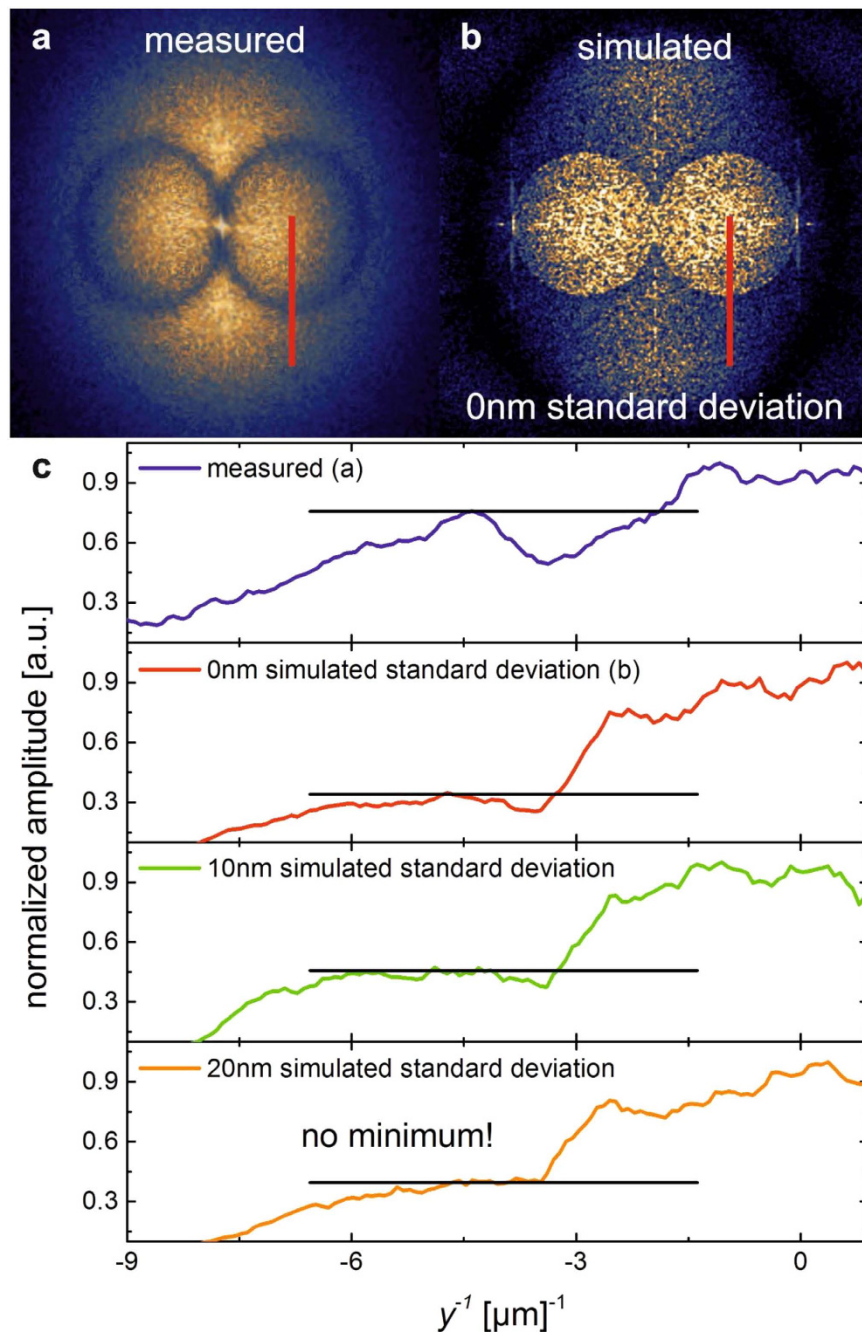 a
measured
b
simulated
0nm standard deviation
c
measured (a)
0.9
0.6
0.3
0nm simulated standard deviation (b)
0.9
0.6
0.3
10nm simulated standard deviation
0.9
0.6
0.3
20nm simulated standard deviation
0.9
no minimum!
0.6
0.3
-9
-6
-3
0
normalized amplitude [a.u.]
y⁻¹ [µm]⁻¹